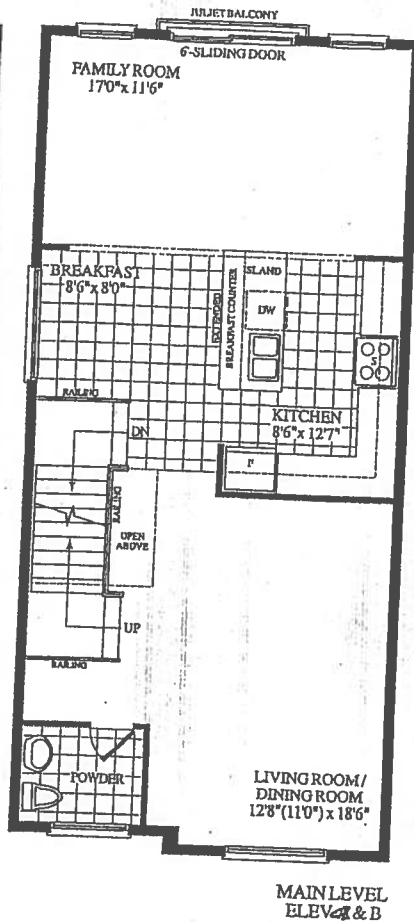 JULIET BALCONY
6'-SLIDING DOOR
FAMILY ROOM
17'0"x 11'6"
BREAKFAST
8'6"x 8'0"
EXTENDED
BREAKFAST COUNTER
SLAND
DW
S
RAILING
KITCHEN
8'6"x 12'7"
DN
F
RAILING
OPEN
ABOVE
UP
RAILING
POWDER
LIVING ROOM/
DINING ROOM
12'8"(11'0") x 18'6"
MAIN LEVEL
ELEV & B